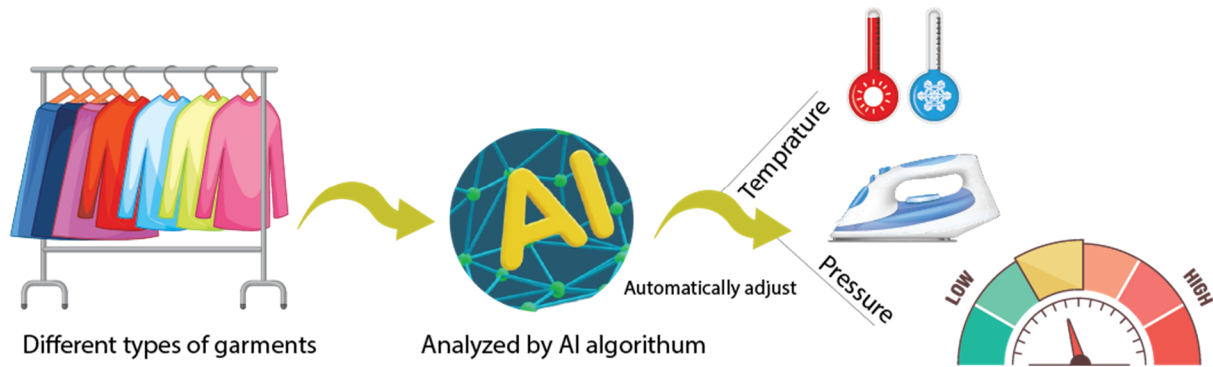 Different types of garments
AI
Analyzed by AI algorithum
Automatically adjust
Temprature
Pressure
LOW
HIGH